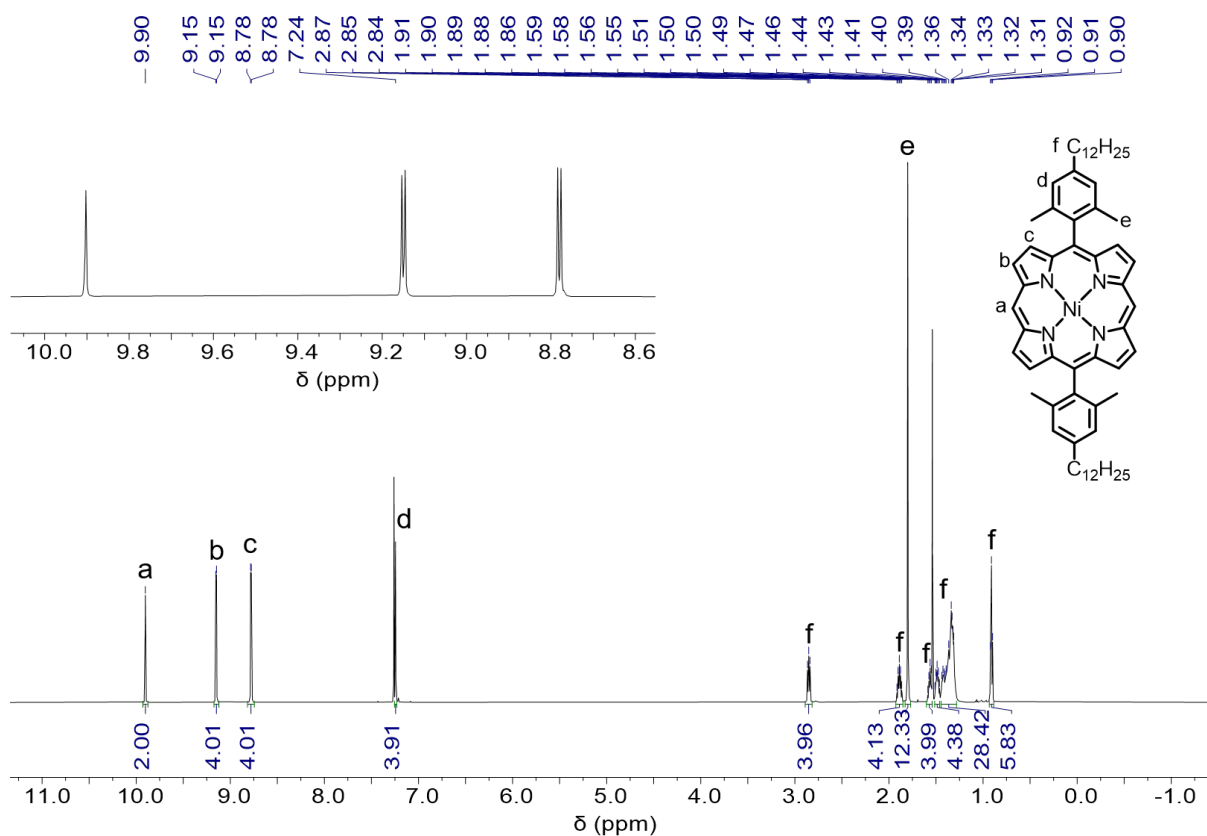 9.90 9.15 9.15 8.78 8.78 7.24 2.87 2.85 2.84 1.91 1.90 1.89 1.88 1.86 1.59 1.58 1.56 1.55 1.51 1.50 1.50 1.49 1.47 1.46 1.44 1.43 1.41 1.40 1.39 1.36 1.34 1.33 1.32 1.31 0.92 0.91 0.90
10.0 9.8 9.6 9.4 9.2 9.0 8.8 8.6
δ (ppm)
f C₁₂H₂₅
d
e
c
b
N N
a Ni
N N
C₁₂H₂₅
e
a b c d f f f f f
2.00 4.01 4.01 3.91 3.96 4.13 12.33 3.99 4.38 28.42 5.83
11.0 10.0 9.0 8.0 7.0 6.0 5.0 4.0 3.0 2.0 1.0 0.0 -1.0
δ (ppm)